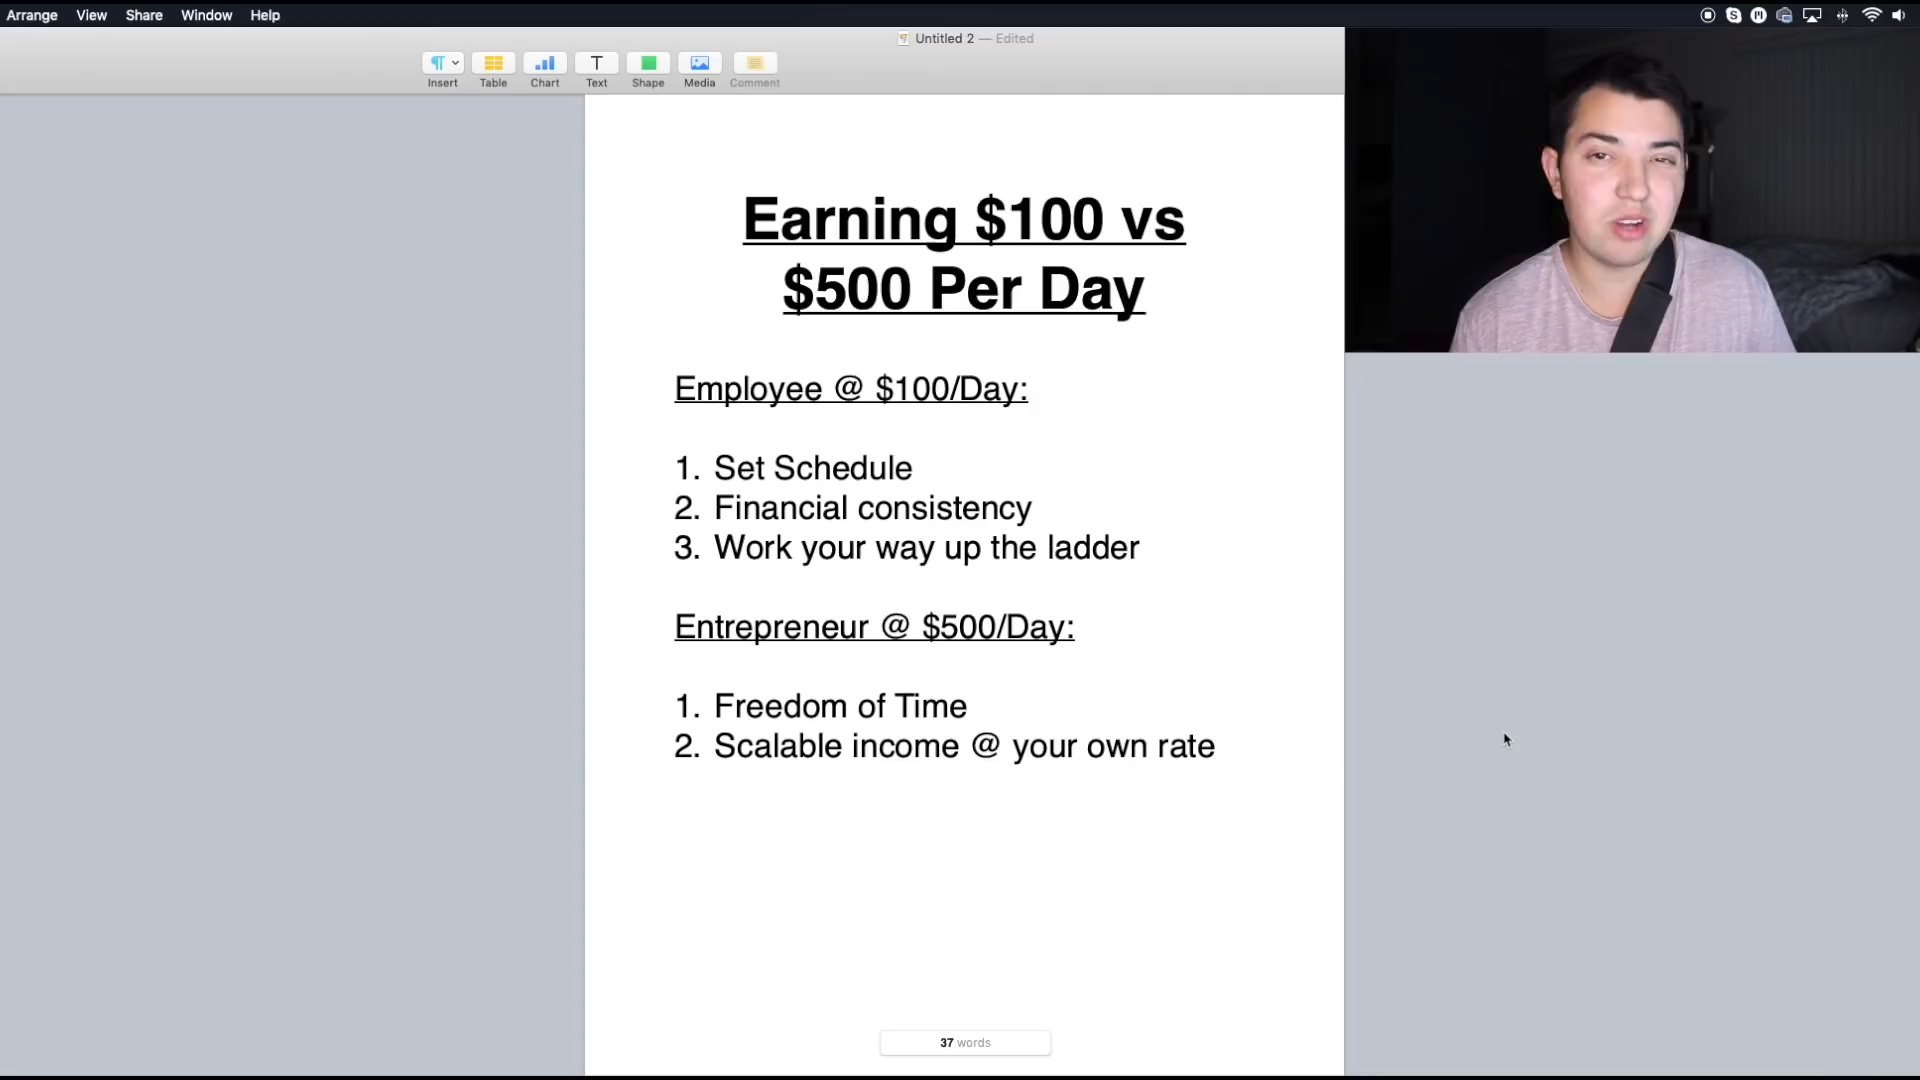 Arrange View Share Window Help
Untitled 2 — Edited
Insert Table Chart Text Shape Media Comment
Earning $100 vs
$500 Per Day
Employee @ $100/Day:
1. Set Schedule
2. Financial consistency
3. Work your way up the ladder
Entrepreneur @ $500/Day:
1. Freedom of Time
2. Scalable income @ your own rate
37 words